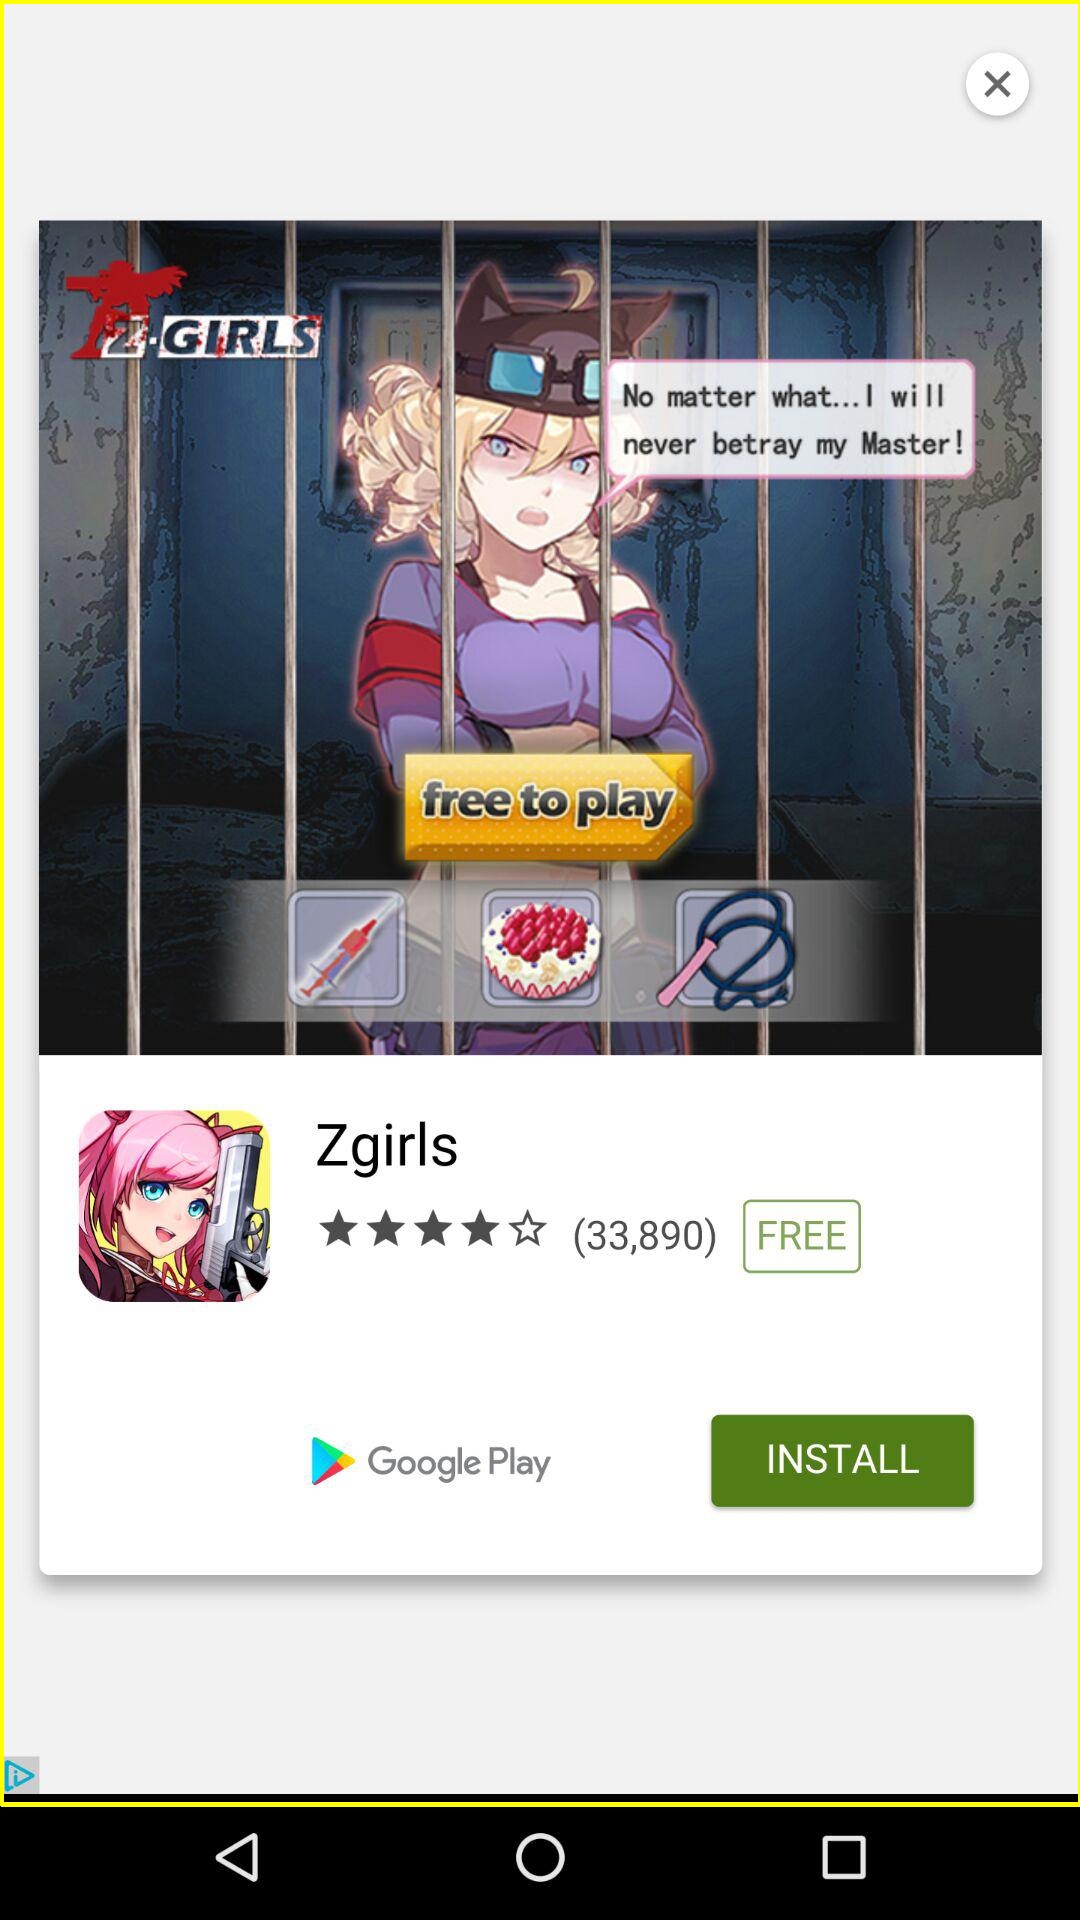 Z-GIRLS
No matter what...I will
never betray my Master!
free to play
Zgirls
(33,890) FREE
Google Play
INSTALL